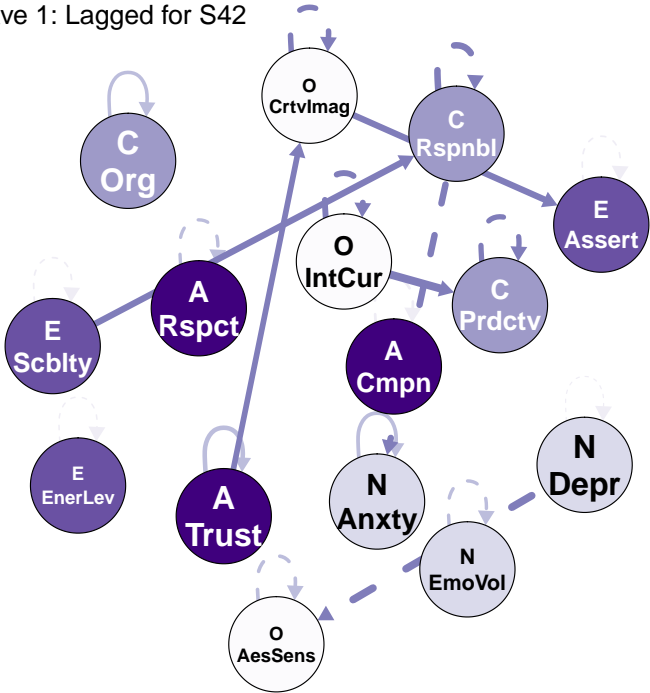 ve 1: Lagged for S42
O
CrtvImag
C
Rspnbl
C
Org
E
Assert
O
IntCur
A
Rspct
C
Prdctv
E
Scblty
A
Cmpn
N
Depr
E
EnerLev
N
Anxty
A
Trust
N
EmoVol
O
AesSens